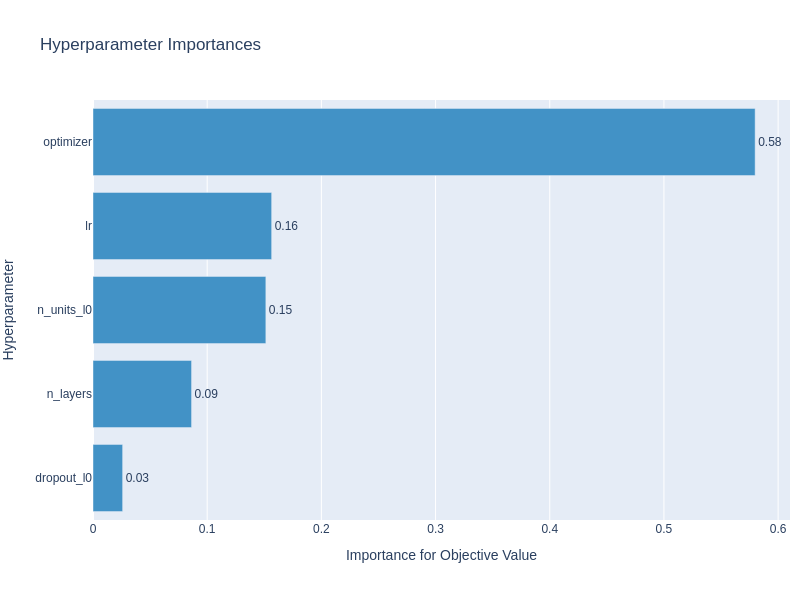 Hyperparameter Importances
Hyperparameter
optimizer
0.58
lr
0.16
n_units_l0
0.15
n_layers
0.09
dropout_l0
0.03
0 0.1 0.2 0.3 0.4 0.5 0.6
Importance for Objective Value